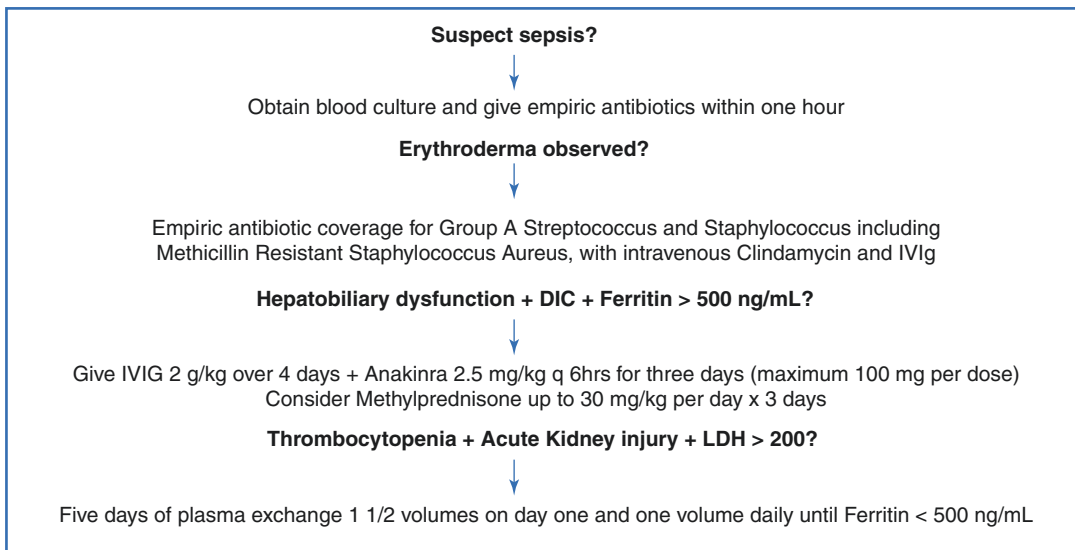 Suspect sepsis?
Obtain blood culture and give empiric antibiotics within one hour
Erythroderma observed?
Empiric antibiotic coverage for Group A Streptococcus and Staphylococcus including
Methicillin Resistant Staphylococcus Aureus, with intravenous Clindamycin and IVIg
Hepatobiliary dysfunction + DIC + Ferritin > 500 ng/mL?
Give IVIG 2 g/kg over 4 days + Anakinra 2.5 mg/kg q 6hrs for three days (maximum 100 mg per dose)
Consider Methylprednisone up to 30 mg/kg per day x 3 days
Thrombocytopenia + Acute Kidney injury + LDH > 200?
Five days of plasma exchange 1 1/2 volumes on day one and one volume daily until Ferritin < 500 ng/mL